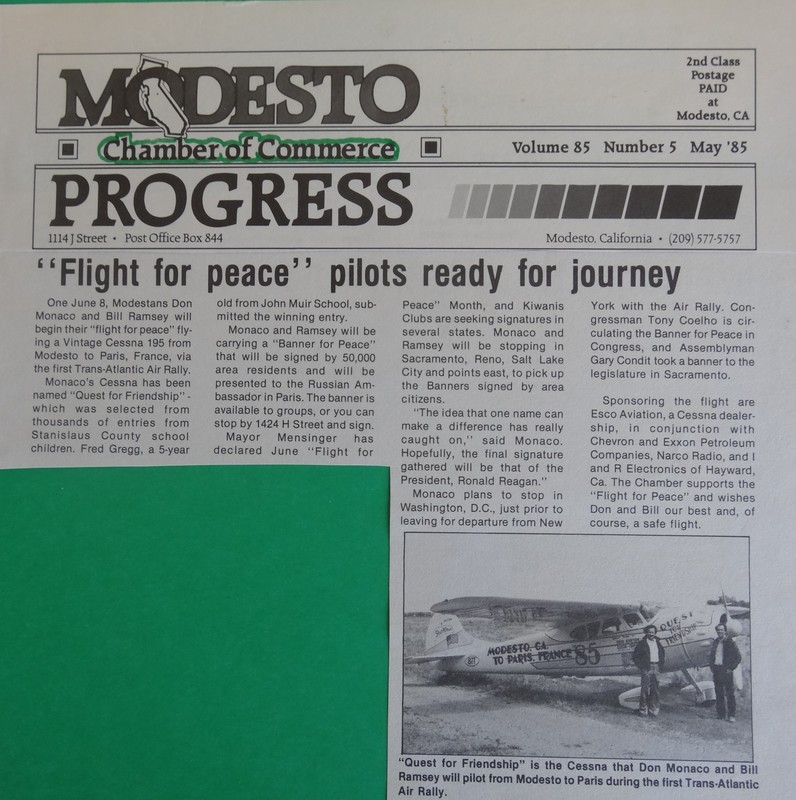 MODESTO
2nd Class
Postage
PAID
at
Modesto, CA
Chamber of Commerce
Volume 85 Number 5 May '85
PROGRESS
1114 J Street • Post Office Box 844
Modesto, California • (209) 577-5757
“Flight for peace” pilots ready for journey
One June 8, Modestans Don
Monaco and Bill Ramsey will
begin their “flight for peace” fly-
ing a Vintage Cessna 195 from
Modesto to Paris, France, via
the first Trans-Atlantic Air Rally.
Monaco's Cessna has been
named “Quest for Friendship” -
which was selected from
thousands of entries from
Stanislaus County school
children. Fred Gregg, a 5-year
old from John Muir School, sub-
mitted the winning entry.
Monaco and Ramsey will be
carrying a “Banner for Peace”
that will be signed by 50,000
area residents and will be
presented to the Russian Am-
bassador in Paris. The banner is
available to groups, or you can
stop by 1424 H Street and sign.
Mayor Mensinger has
declared June “Flight for
Peace” Month, and Kiwanis
Clubs are seeking signatures in
several states. Monaco and
Ramsey will be stopping in
Sacramento, Reno, Salt Lake
City and points east, to pick up
the Banners signed by area
citizens.
“The idea that one name can
make a difference has really
caught on,” said Monaco.
Hopefully, the final signature
gathered will be that of the
President, Ronald Reagan.”
Monaco plans to stop in
Washington, D.C., just prior to
leaving for departure from New
York with the Air Rally. Con-
gressman Tony Coelho is cir-
culating the Banner for Peace in
Congress, and Assemblyman
Gary Condit took a banner to the
legislature in Sacramento.
Sponsoring the flight are
Esco Aviation, a Cessna dealer-
ship, in conjunction with
Chevron and Exxon Petroleum
Companies, Narco Radio, and I
and R Electronics of Hayward,
Ca. The Chamber supports the
“Flight for Peace” and wishes
Don and Bill our best and, of
course, a safe flight.
QUEST
FOR
FRIENDSHIP
MODESTO, CA.
TO PARIS, FRANCE 85
“Quest for Friendship” is the Cessna that Don Monaco and Bill
Ramsey will pilot from Modesto to Paris during the first Trans-Atlantic
Air Rally.